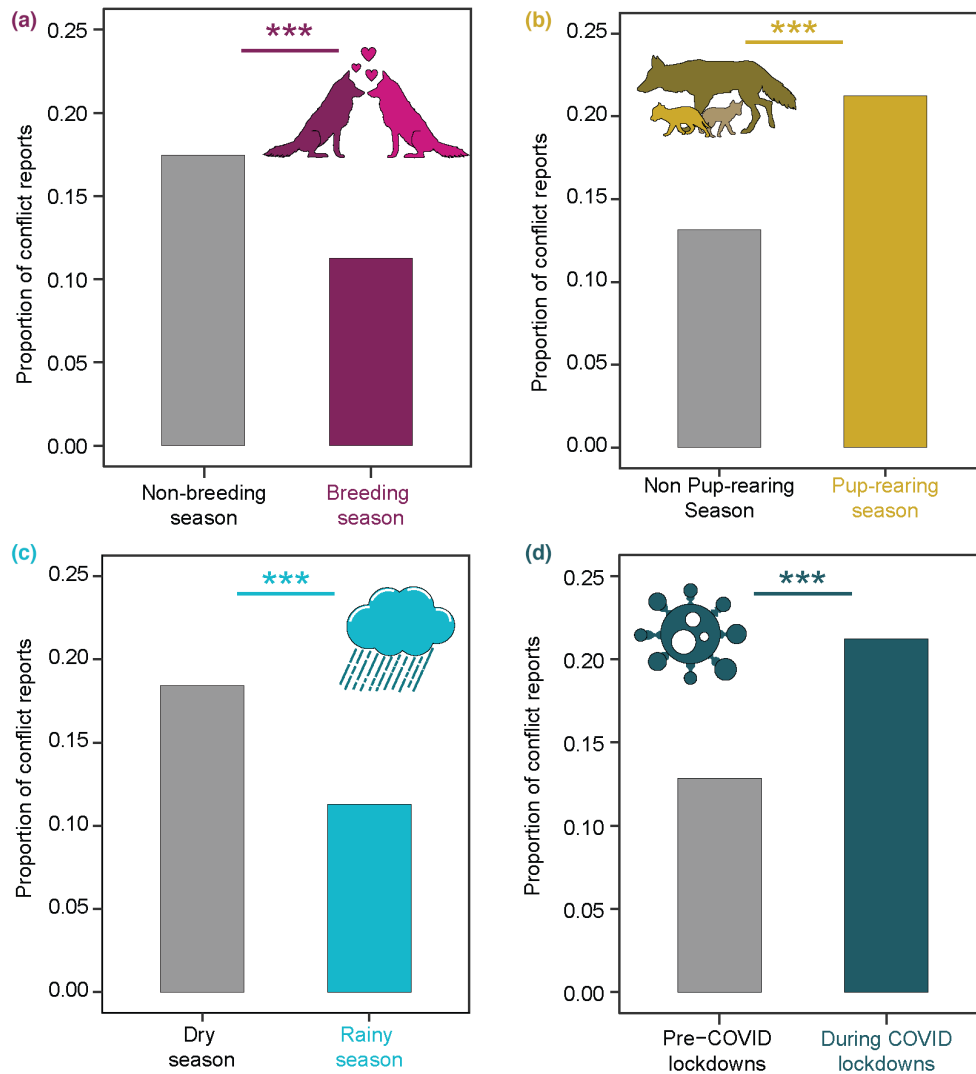 (a)
***
Proportion of conflict reports
0.25
0.20
0.15
0.10
0.05
0.00
Non-breeding
season
Breeding
season
(b)
***
Proportion of conflict reports
0.25
0.20
0.15
0.10
0.05
0.00
Non Pup-rearing
Season
Pup-rearing
season
(c)
***
Proportion of conflict reports
0.25
0.20
0.15
0.10
0.05
0.00
Dry
season
Rainy
season
(d)
***
Proportion of conflict reports
0.25
0.20
0.15
0.10
0.05
0.00
Pre−COVID
lockdowns
During COVID
lockdowns